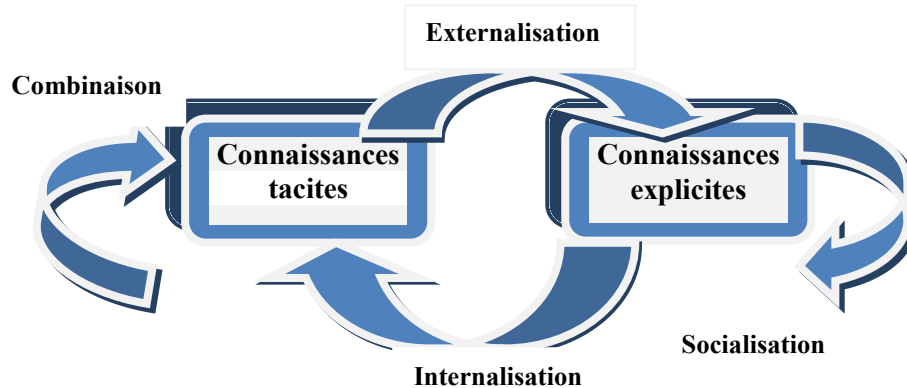 Externalisation
Combinaison
Connaissances
tacites
Connaissances
explicites
Socialisation
Internalisation